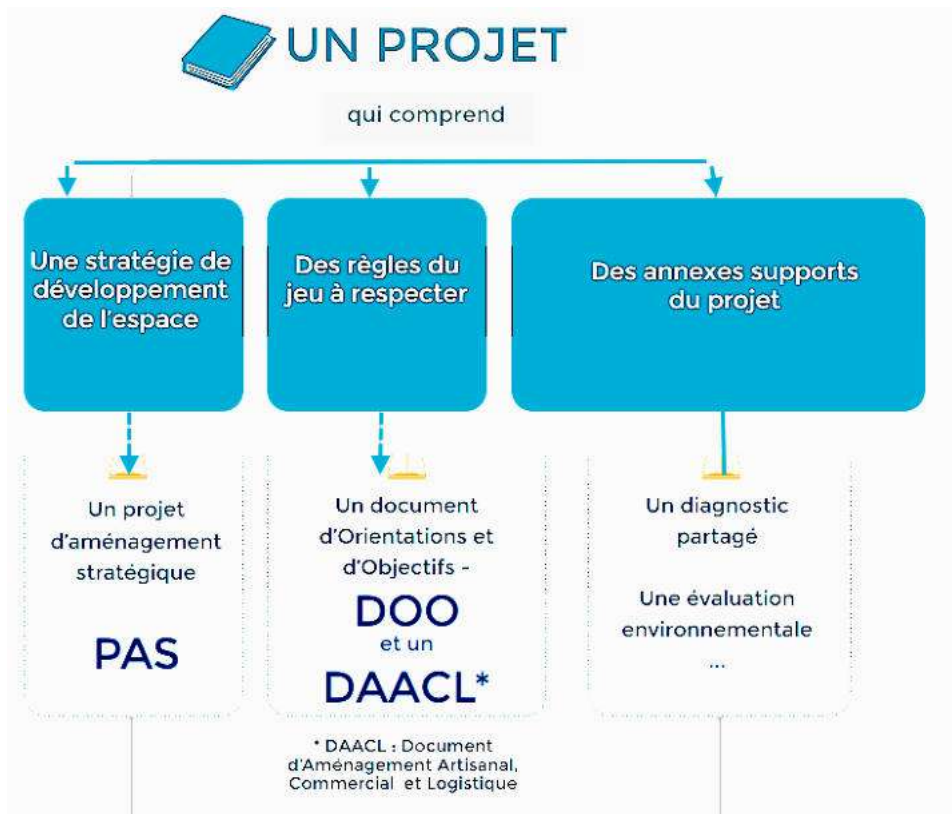 UN PROJET
qui comprend
Une stratégie de
développement
de l'espace
Des règles du
jeu à respecter
Des annexes supports
du projet
Un projet
d'aménagement
stratégique
PAS
Un document
d'Orientations et
d'Objectifs -
DOO
et un
DAACL*
* DAACL : Document
d'Aménagement Artisanal,
Commercial et Logistique
Un diagnostic
partagé
Une évaluation
environnementale
...